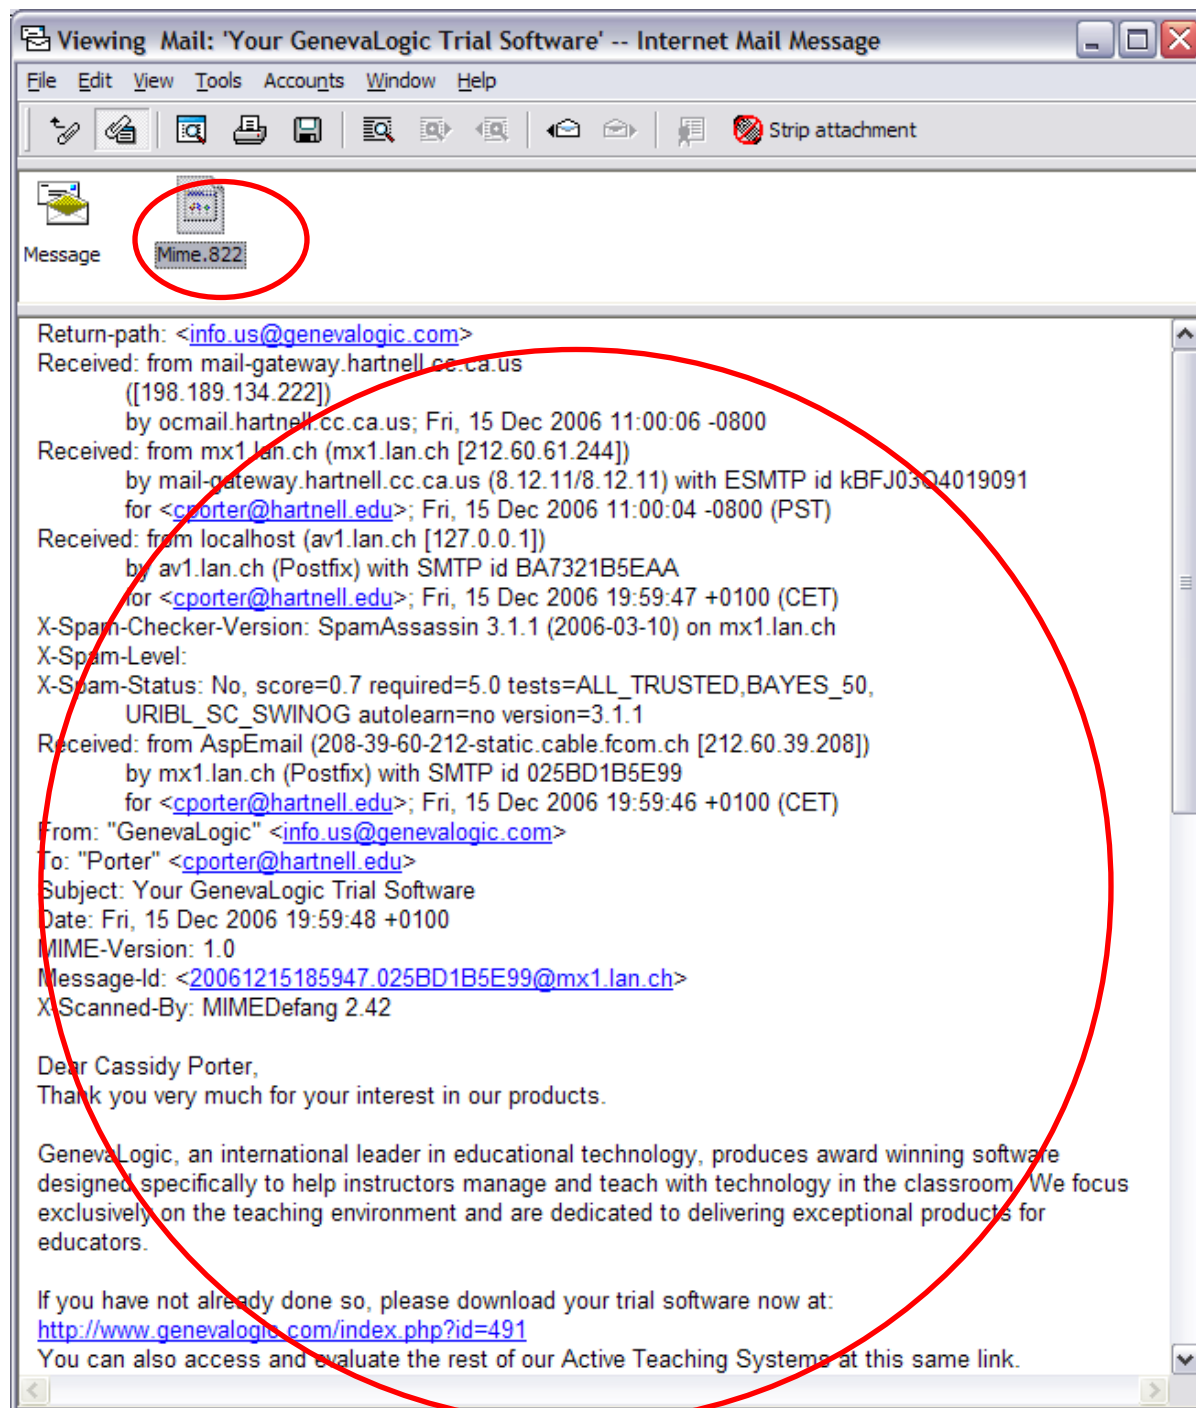 Viewing Mail: 'Your GenevaLogic Trial Software' -- Internet Mail Message
File Edit View Tools Accounts Window Help
Strip attachment
Message Mime.822
Return-path: <info.us@genevalogic.com>
Received: from mail-gateway.hartnell.cc.ca.us
([198.189.134.222])
by ocmail.hartnell.cc.ca.us; Fri, 15 Dec 2006 11:00:06 -0800
Received: from mx1.lan.ch (mx1.lan.ch [212.60.61.244])
by mail-gateway.hartnell.cc.ca.us (8.12.11/8.12.11) with ESMTP id kBFJ03O4019091
for <cporter@hartnell.edu>; Fri, 15 Dec 2006 11:00:04 -0800 (PST)
Received: from localhost (av1.lan.ch [127.0.0.1])
by av1.lan.ch (Postfix) with SMTP id BA7321B5EAA
for <cporter@hartnell.edu>; Fri, 15 Dec 2006 19:59:47 +0100 (CET)
X-Spam-Checker-Version: SpamAssassin 3.1.1 (2006-03-10) on mx1.lan.ch
X-Spam-Level:
X-Spam-Status: No, score=0.7 required=5.0 tests=ALL_TRUSTED,BAYES_50,
URIBL_SC_SWINOG autolearn=no version=3.1.1
Received: from AspEmail (208-39-60-212-static.cable.fcom.ch [212.60.39.208])
by mx1.lan.ch (Postfix) with SMTP id 025BD1B5E99
for <cporter@hartnell.edu>; Fri, 15 Dec 2006 19:59:46 +0100 (CET)
From: "GenevaLogic" <info.us@genevalogic.com>
To: "Porter" <cporter@hartnell.edu>
Subject: Your GenevaLogic Trial Software
Date: Fri, 15 Dec 2006 19:59:48 +0100
MIME-Version: 1.0
Message-Id: <20061215185947.025BD1B5E99@mx1.lan.ch>
X-Scanned-By: MIMEDefang 2.42
Dear Cassidy Porter,
Thank you very much for your interest in our products.
GenevaLogic, an international leader in educational technology, produces award winning software
designed specifically to help instructors manage and teach with technology in the classroom. We focus
exclusively on the teaching environment and are dedicated to delivering exceptional products for
educators.
If you have not already done so, please download your trial software now at:
http://www.genevalogic.com/index.php?id=491
You can also access and evaluate the rest of our Active Teaching Systems at this same link.